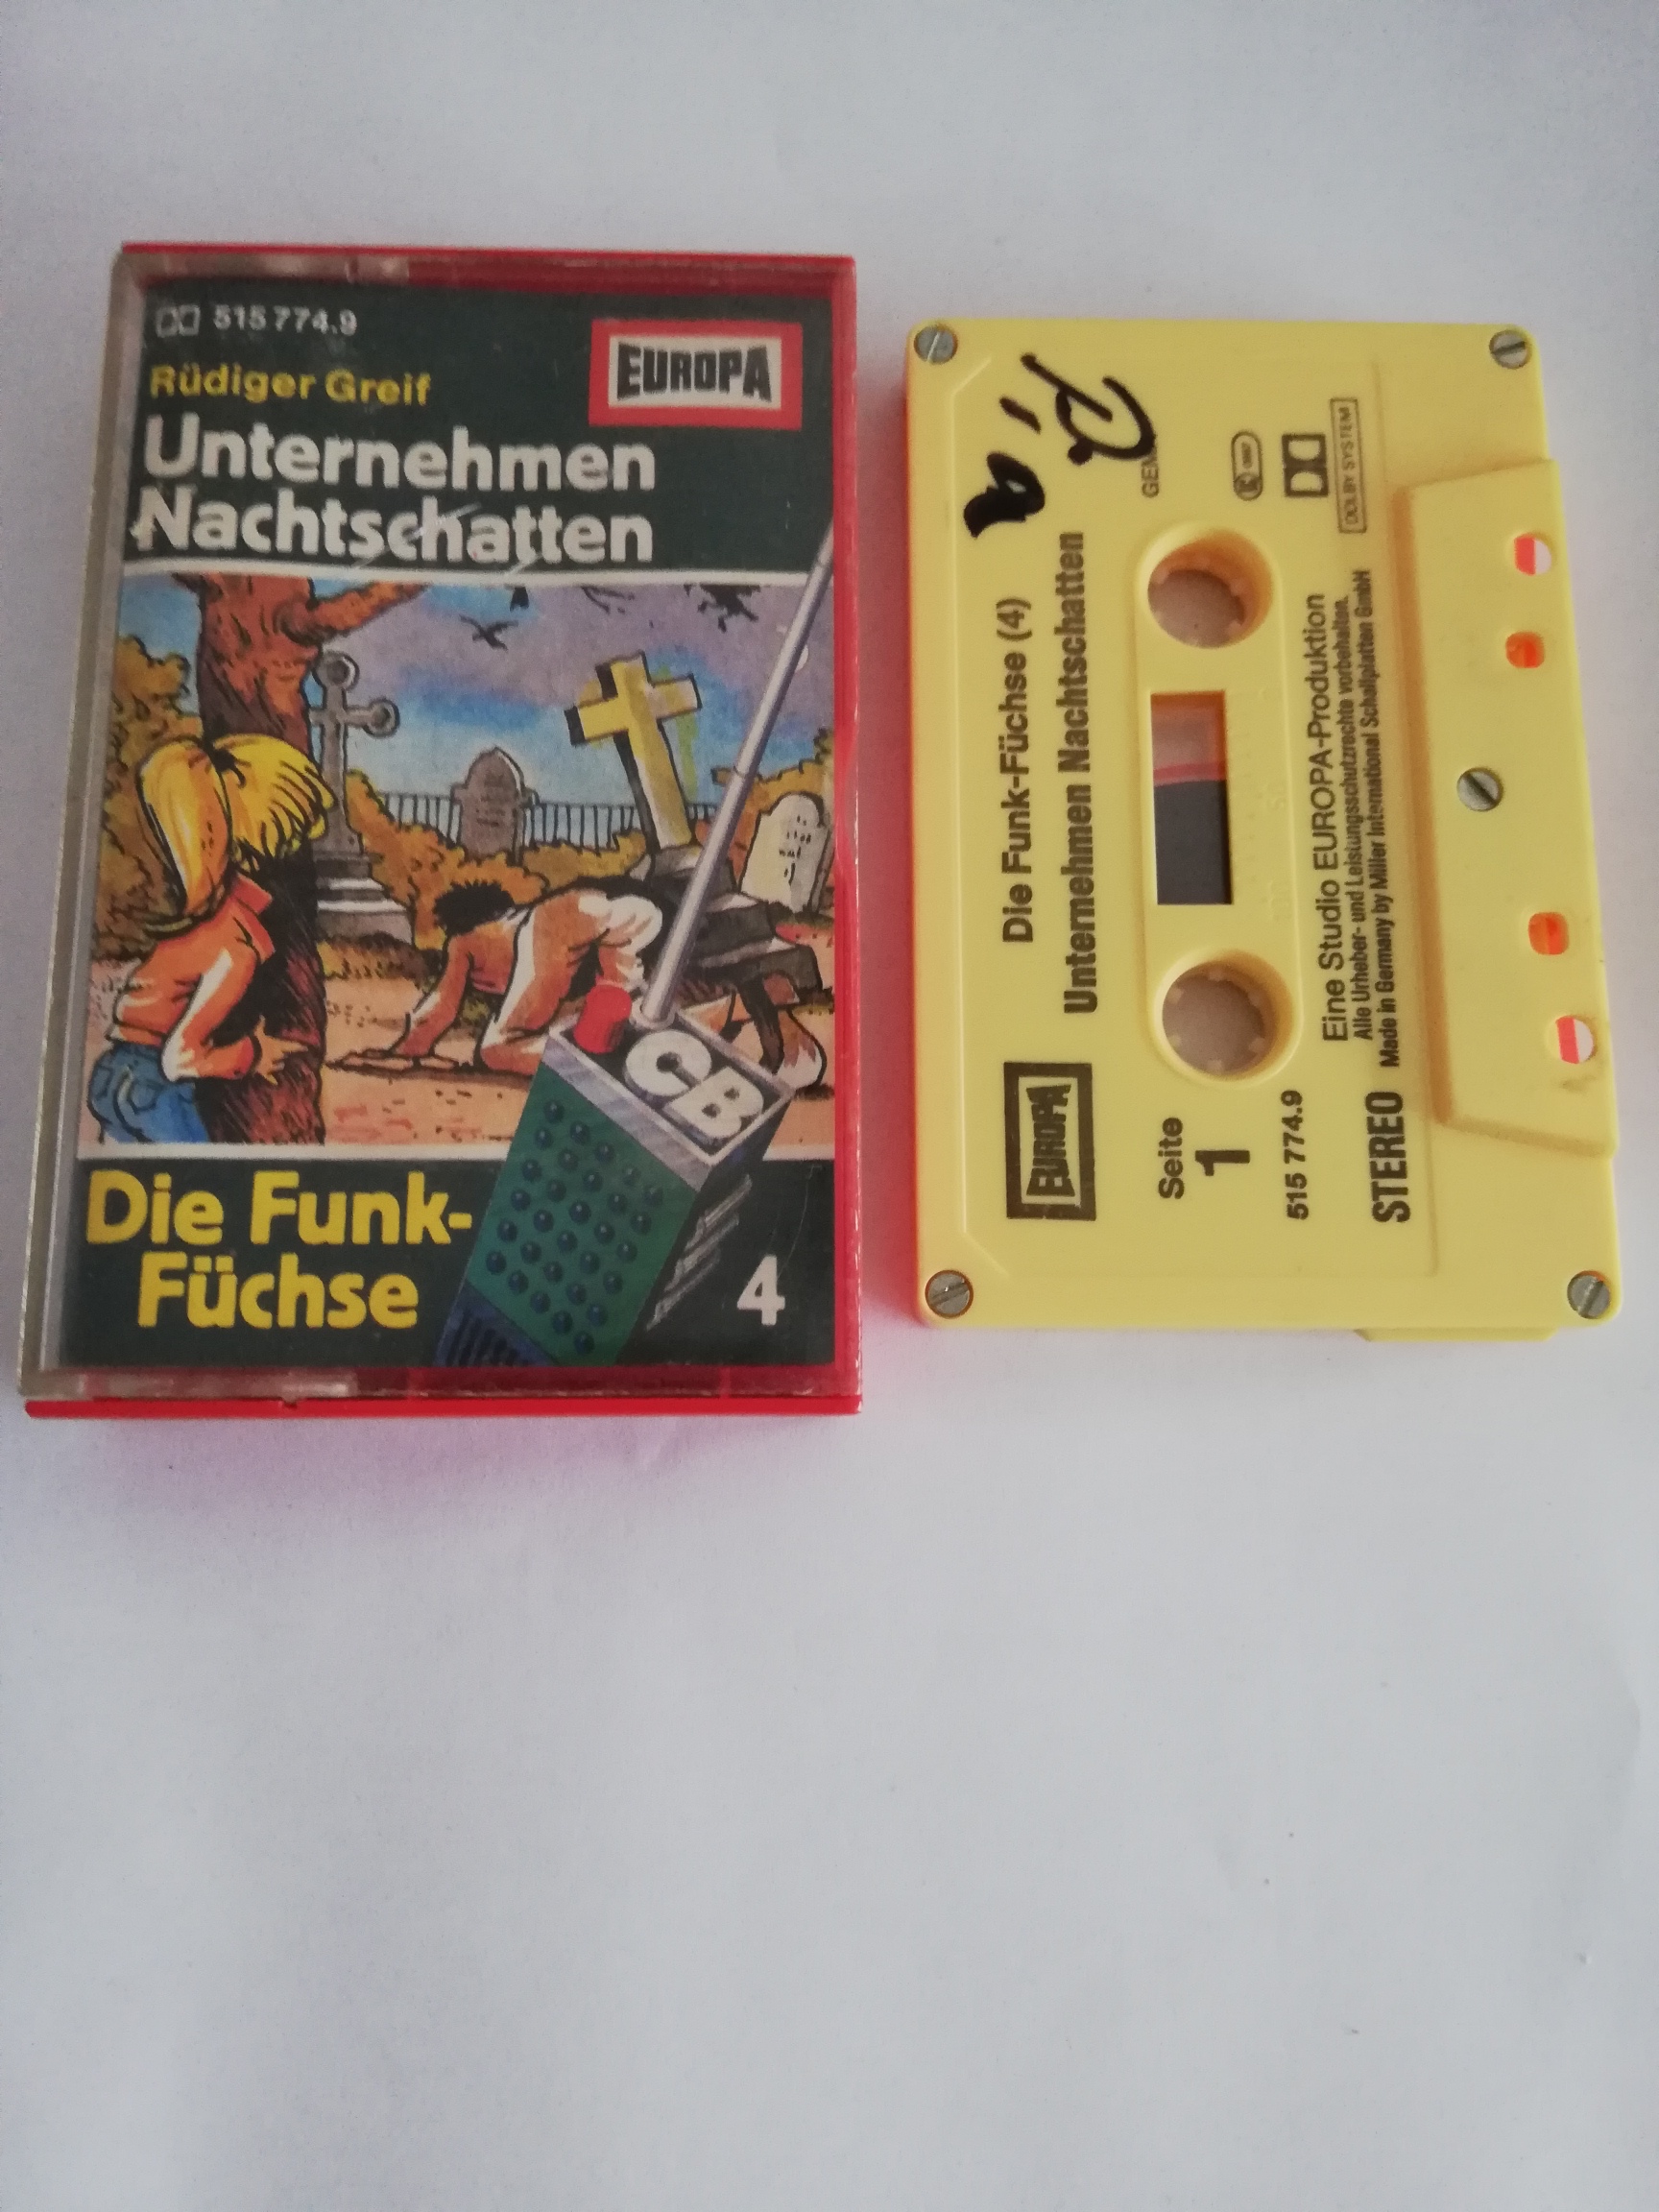 515 774.9
EUROPA
Rüdiger Greif
Unternehmen
Nachtschatten
CB
Die Funk-
Füchse
4
Pia
Die Funk-Füchse (4)
Unternehmen Nachtschatten
EUROPA
GEM
Seite
1
515 774.9
STEREO
DOLBY SYSTEM
Eine Studio EUROPA-Produktion
Alle Urheber- und Leistungsschutzrechte vorbehalten.
Made in Germany by Miller International Schallplatten GmbH